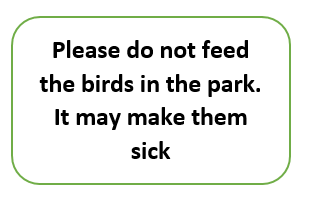 Please do not feed
the birds in the park.
It may make them
sick